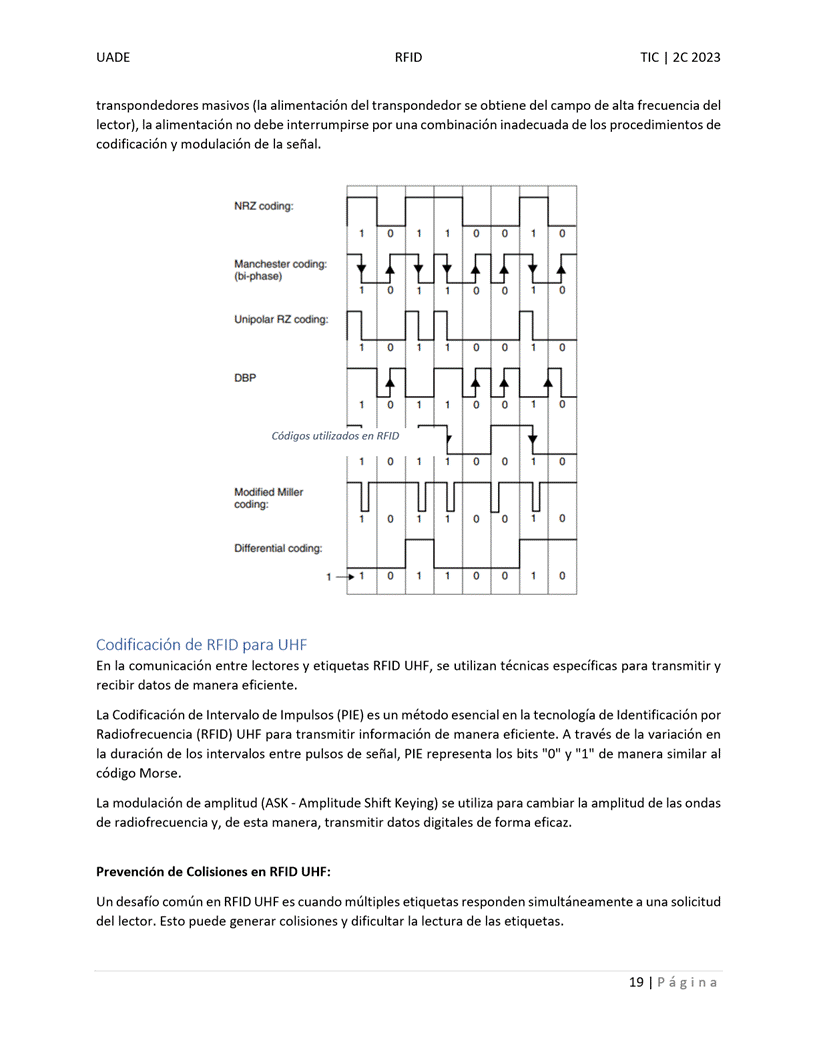 UADE RFID TIC | 2C 2023
transpondedores masivos (la alimentación del transpondedor se obtiene del campo de alta frecuencia del
lector), la alimentación no debe interrumpirse por una combinación inadecuada de los procedimientos de
codificación y modulación de la señal.
NRZ coding:
1 0 1 1 0 0 1 0
Manchester coding:
(bi-phase)
1 0 1 1 0 0 1 0
Unipolar RZ coding:
1 0 1 1 0 0 1 0
DBP
1 0 1 1 0 0 1 0
Códigos utilizados en RFID
1 0 1 1 0 0 1 0
Modified Miller
coding:
1 0 1 1 0 0 1 0
Differential coding:
1 1 0 1 1 0 0 1 0
Codificación de RFID para UHF
En la comunicación entre lectores y etiquetas RFID UHF, se utilizan técnicas específicas para transmitir y
recibir datos de manera eficiente.
La Codificación de Intervalo de Impulsos (PIE) es un método esencial en la tecnología de Identificación por
Radiofrecuencia (RFID) UHF para transmitir información de manera eficiente. A través de la variación en
la duración de los intervalos entre pulsos de señal, PIE representa los bits "0" y "1" de manera similar al
código Morse.
La modulación de amplitud (ASK - Amplitude Shift Keying) se utiliza para cambiar la amplitud de las ondas
de radiofrecuencia y, de esta manera, transmitir datos digitales de forma eficaz.
Prevención de Colisiones en RFID UHF:
Un desafío común en RFID UHF es cuando múltiples etiquetas responden simultáneamente a una solicitud
del lector. Esto puede generar colisiones y dificultar la lectura de las etiquetas.
19 | Página